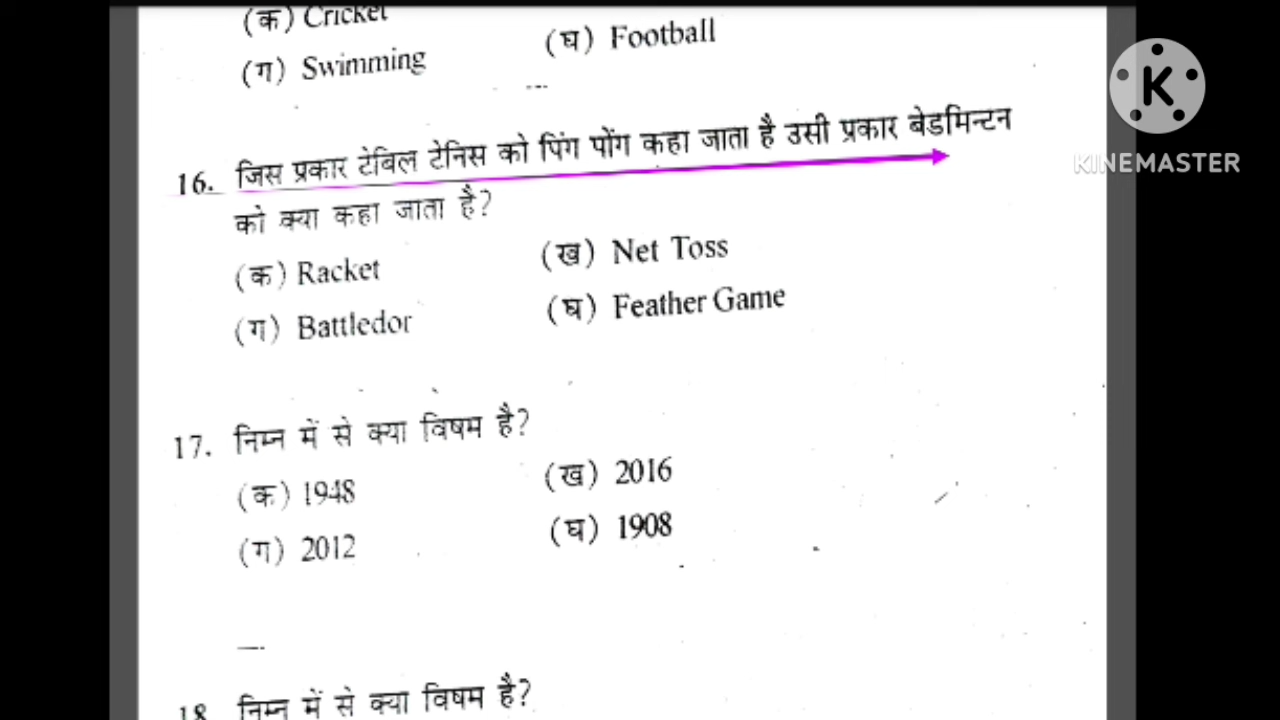 (क) Cricket
(घ) Football
(ग) Swimming
16. जिस प्रकार टेबिल टेनिस को पिंग पोंग कहा जाता है उसी प्रकार बेडमिन्टन
को क्या कहा जाता है?
(क) Racket
(ख) Net Toss
(ग) Battledor
(घ) Feather Game
17. निम्न में से क्या विषम है?
(क) 1948
(ख) 2016
(ग) 2012
(घ) 1908
18. निम्न में से क्या विषम है?
K
KINEMASTER